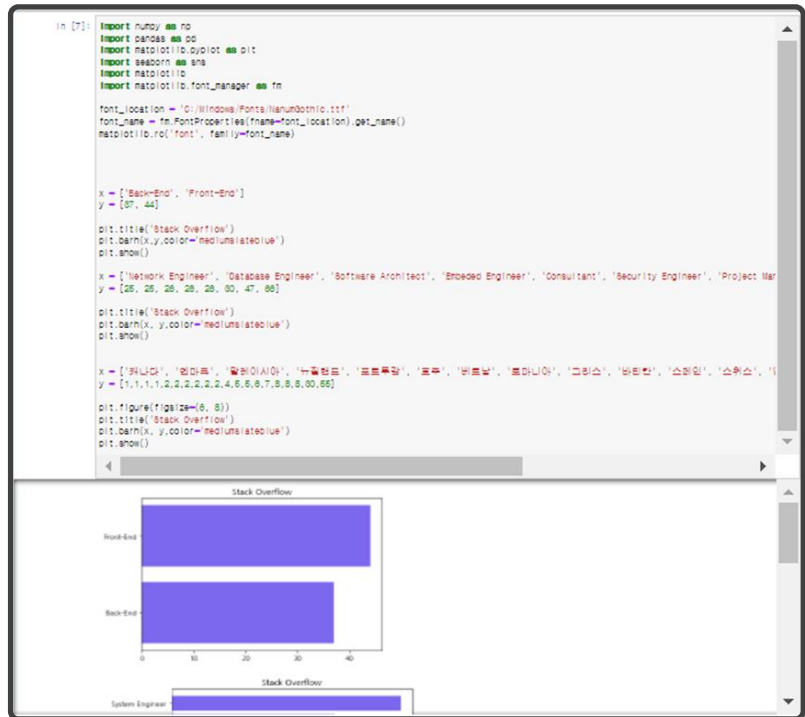 In [7]: import numpy as np
import pandas as pd
import matplotlib.pyplot as plt
import seaborn as sns
import matplotlib
import matplotlib.font_manager as fm
font_location = 'C:/Windows/Fonts/NanumGothic.ttf'
font_name = fm.FontProperties(fname=font_location).get_name()
matplotlib.rc('font', family=font_name)
x = ['Back-End', 'Front-End']
y = [37, 44]
plt.title('Stack Overflow')
plt.barh(x,y,color='mediumslateblue')
plt.show()
x = ['Network Engineer', 'Database Engineer', 'Software Architect', 'Embeded Engineer', 'Consultant', 'Security Engineer', 'Project Mar
y = [25, 25, 26, 26, 28, 30, 47,
plt.title('Stack Overflow')
plt.barh(x, y,color='mediumslateblue')
plt.show()
x = ['캐나다', '덴마크', '말레이시아', '뉴질랜드', '포르투갈', '호주', '베트남', '루마니아', '그리스', '바티칸', '스페인', '스위스',
y = [1,1,1,1,2,2,2,2,2,2,4,5,5,6,7,8,8,8,
plt.figure(figsize=(6, 8))
plt.title('Stack Overflow')
plt.barh(x, y,color='mediumslateblue')
plt.show()
Stack Overflow
Front-End
Back-End
0 10 20 30 40
Stack Overflow
System Engineer